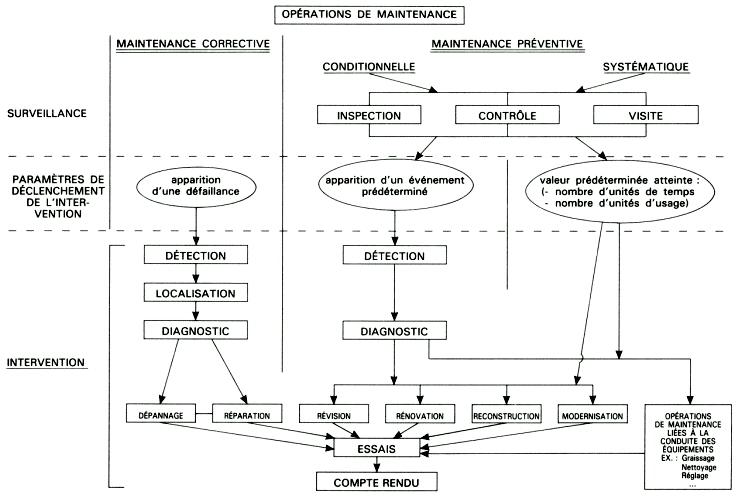 OPÉRATIONS DE MAINTENANCE
MAINTENANCE CORRECTIVE
MAINTENANCE PRÉVENTIVE
CONDITIONNELLE
SYSTÉMATIQUE
SURVEILLANCE
INSPECTION
CONTRÔLE
VISITE
PARAMÈTRES DE
DÉCLENCHEMENT
DE L'INTER-
VENTION
apparition
d'une défaillance
apparition d'un événement
prédéterminé
valeur prédéterminée atteinte :
(- nombre d'unités de temps
- nombre d'unités d'usage)
INTERVENTION
DÉTECTION
LOCALISATION
DIAGNOSTIC
DÉTECTION
DIAGNOSTIC
DÉPANNAGE
RÉPARATION
RÉVISION
RÉNOVATION
RECONSTRUCTION
MODERNISATION
OPÉRATIONS
DE MAINTENANCE
LIÉES À LA
CONDUITE DES
ÉQUIPEMENTS
EX. : Graissage
Nettoyage
Réglage
...
ESSAIS
COMPTE RENDU